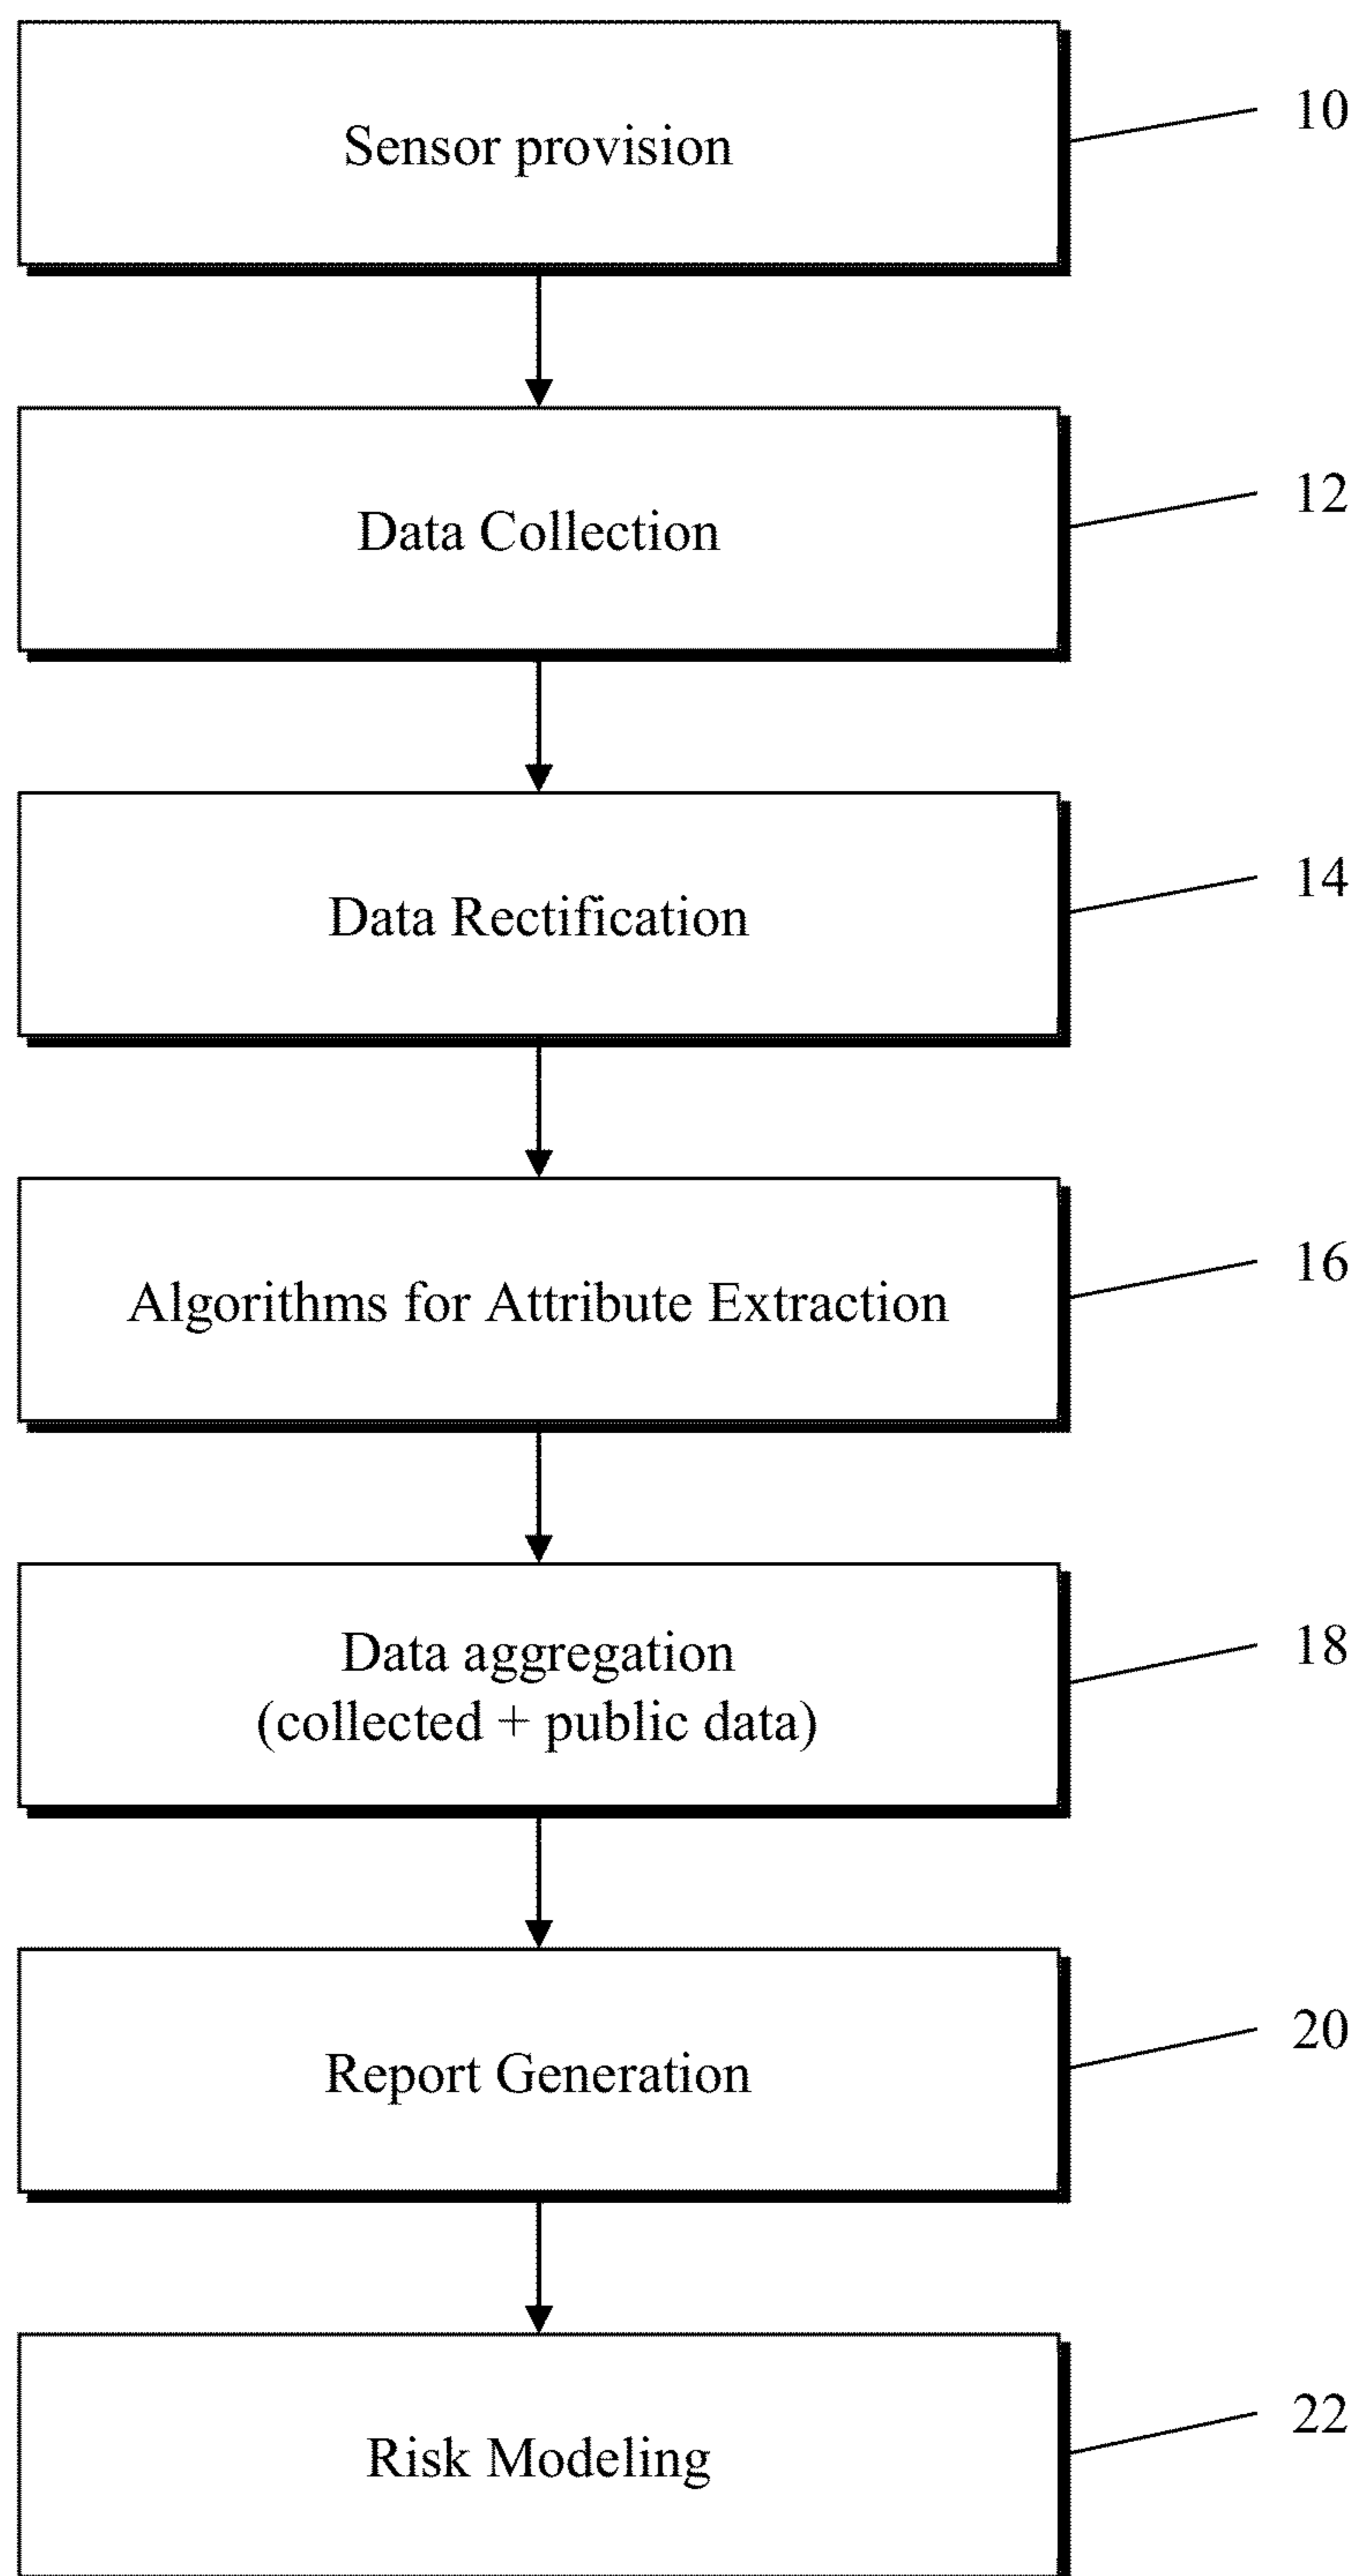 Sensor provision
10
Data Collection
12
Data Rectification
14
Algorithms for Attribute Extraction
16
Data aggregation
(collected + public data)
18
Report Generation
20
Risk Modeling
22